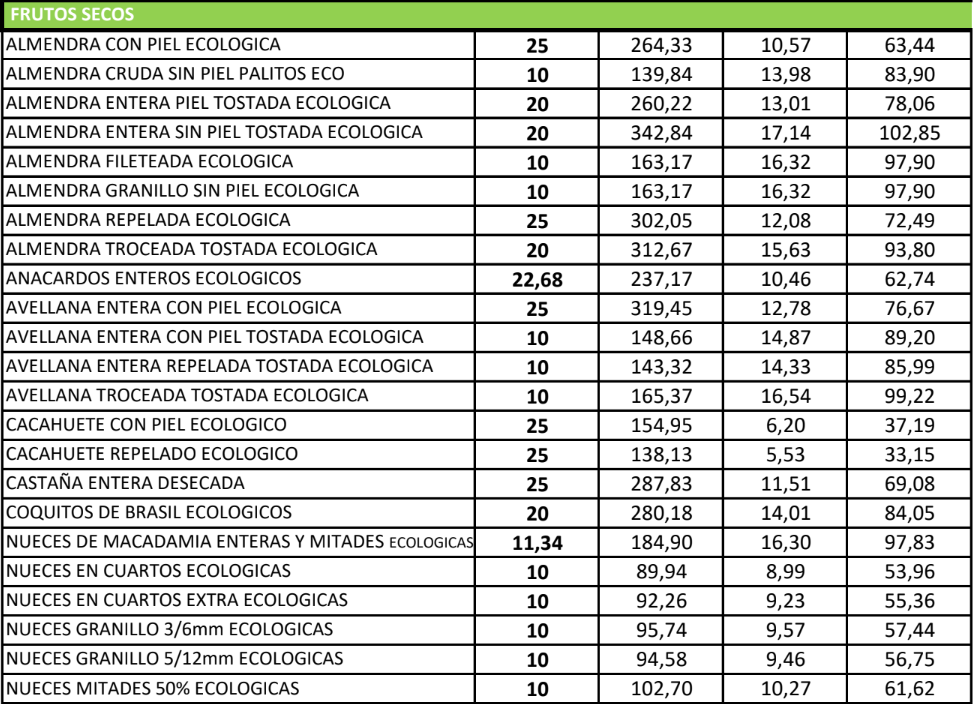 FRUTOS SECOS
ALMENDRA CON PIEL ECOLOGICA 25 264,33 10,57 63,44
ALMENDRA CRUDA SIN PIEL PALITOS ECO 10 139,84 13,98 83,90
ALMENDRA ENTERA PIEL TOSTADA ECOLOGICA 20 260,22 13,01 78,06
ALMENDRA ENTERA SIN PIEL TOSTADA ECOLOGICA 20 342,84 17,14 102,85
ALMENDRA FILETEADA ECOLOGICA 10 163,17 16,32 97,90
ALMENDRA GRANILLO SIN PIEL ECOLOGICA 10 163,17 16,32 97,90
ALMENDRA REPELADA ECOLOGICA 25 302,05 12,08 72,49
ALMENDRA TROCEADA TOSTADA ECOLOGICA 20 312,67 15,63 93,80
ANACARDOS ENTEROS ECOLOGICOS 22,68 237,17 10,46 62,74
AVELLANA ENTERA CON PIEL ECOLOGICA 25 319,45 12,78 76,67
AVELLANA ENTERA CON PIEL TOSTADA ECOLOGICA 10 148,66 14,87 89,20
AVELLANA ENTERA REPELADA TOSTADA ECOLOGICA 10 143,32 14,33 85,99
AVELLANA TROCEADA TOSTADA ECOLOGICA 10 165,37 16,54 99,22
CACAHUETE CON PIEL ECOLOGICO 25 154,95 6,20 37,19
CACAHUETE REPELADO ECOLOGICO 25 138,13 5,53 33,15
CASTAÑA ENTERA DESECADA 25 287,83 11,51 69,08
COQUITOS DE BRASIL ECOLOGICOS 20 280,18 14,01 84,05
NUECES DE MACADAMIA ENTERAS Y MITADES ECOLOGICAS 11,34 184,90 16,30 97,83
NUECES EN CUARTOS ECOLOGICAS 10 89,94 8,99 53,96
NUECES EN CUARTOS EXTRA ECOLOGICAS 10 92,26 9,23 55,36
NUECES GRANILLO 3/6mm ECOLOGICAS 10 95,74 9,57 57,44
NUECES GRANILLO 5/12mm ECOLOGICAS 10 94,58 9,46 56,75
NUECES MITADES 50% ECOLOGICAS 10 102,70 10,27 61,62